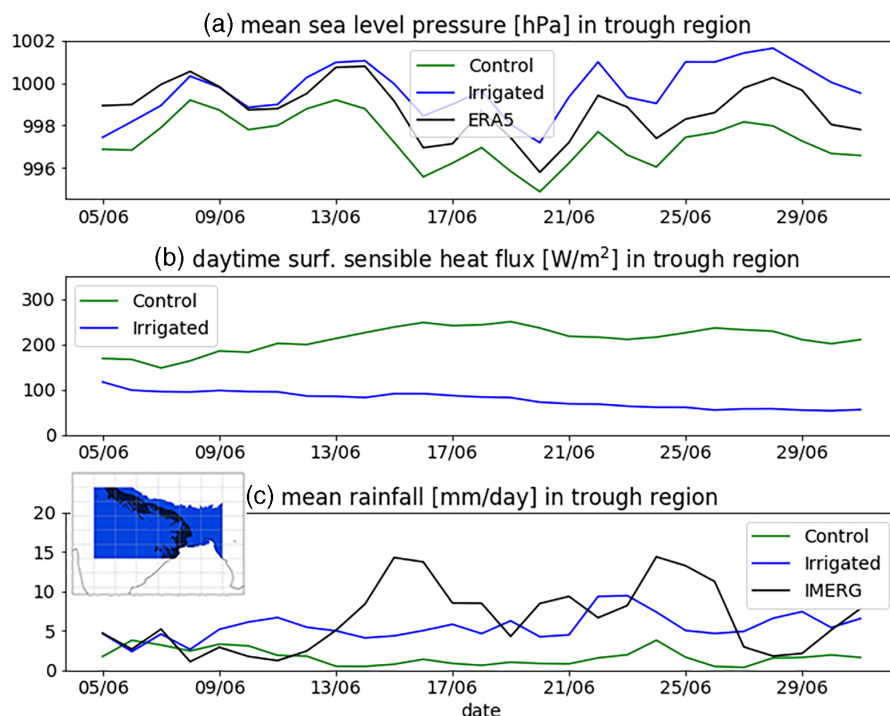 (a) mean sea level pressure [hPa] in trough region
1002
1000
998
996
Control
Irrigated
ERA5
05/06 09/06 13/06 17/06 21/06 25/06 29/06
(b) daytime surf. sensible heat flux [W/m²] in trough region
300
200
100
0
Control
Irrigated
05/06 09/06 13/06 17/06 21/06 25/06 29/06
(c) mean rainfall [mm/day] in trough region
20
15
10
5
0
Control
Irrigated
IMERG
05/06 09/06 13/06 17/06 21/06 25/06 29/06
date